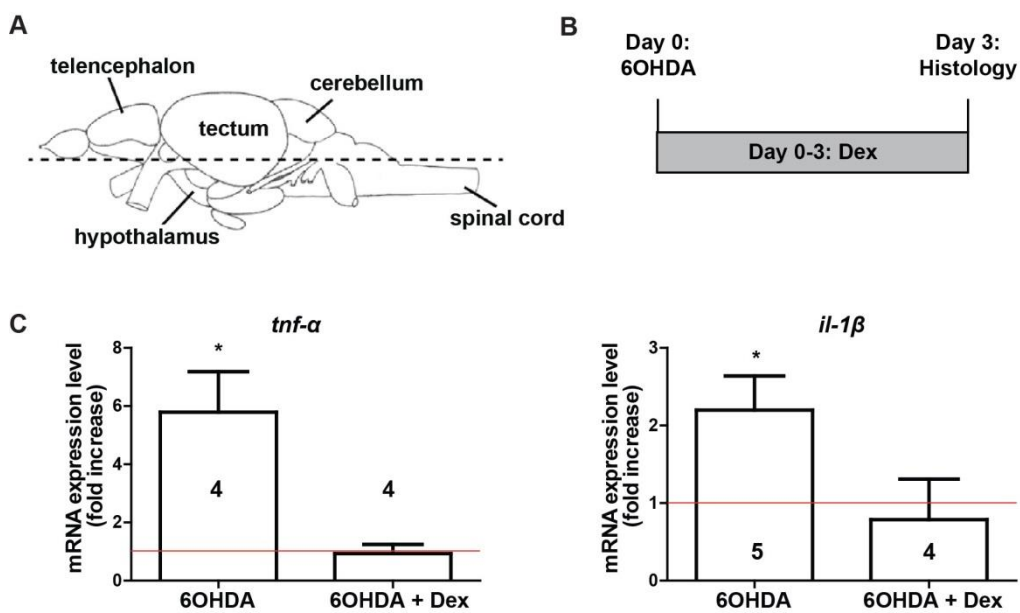 A
telencephalon
cerebellum
tectum
hypothalamus
spinal cord
B
Day 0:
6OHDA
Day 3:
Histology
Day 0-3: Dex
C
tnf-α
mRNA expression level
(fold increase)
8
6
4
2
0
*
4
4
6OHDA
6OHDA + Dex
il-1β
mRNA expression level
(fold increase)
3
2
1
0
*
5
4
6OHDA
6OHDA + Dex